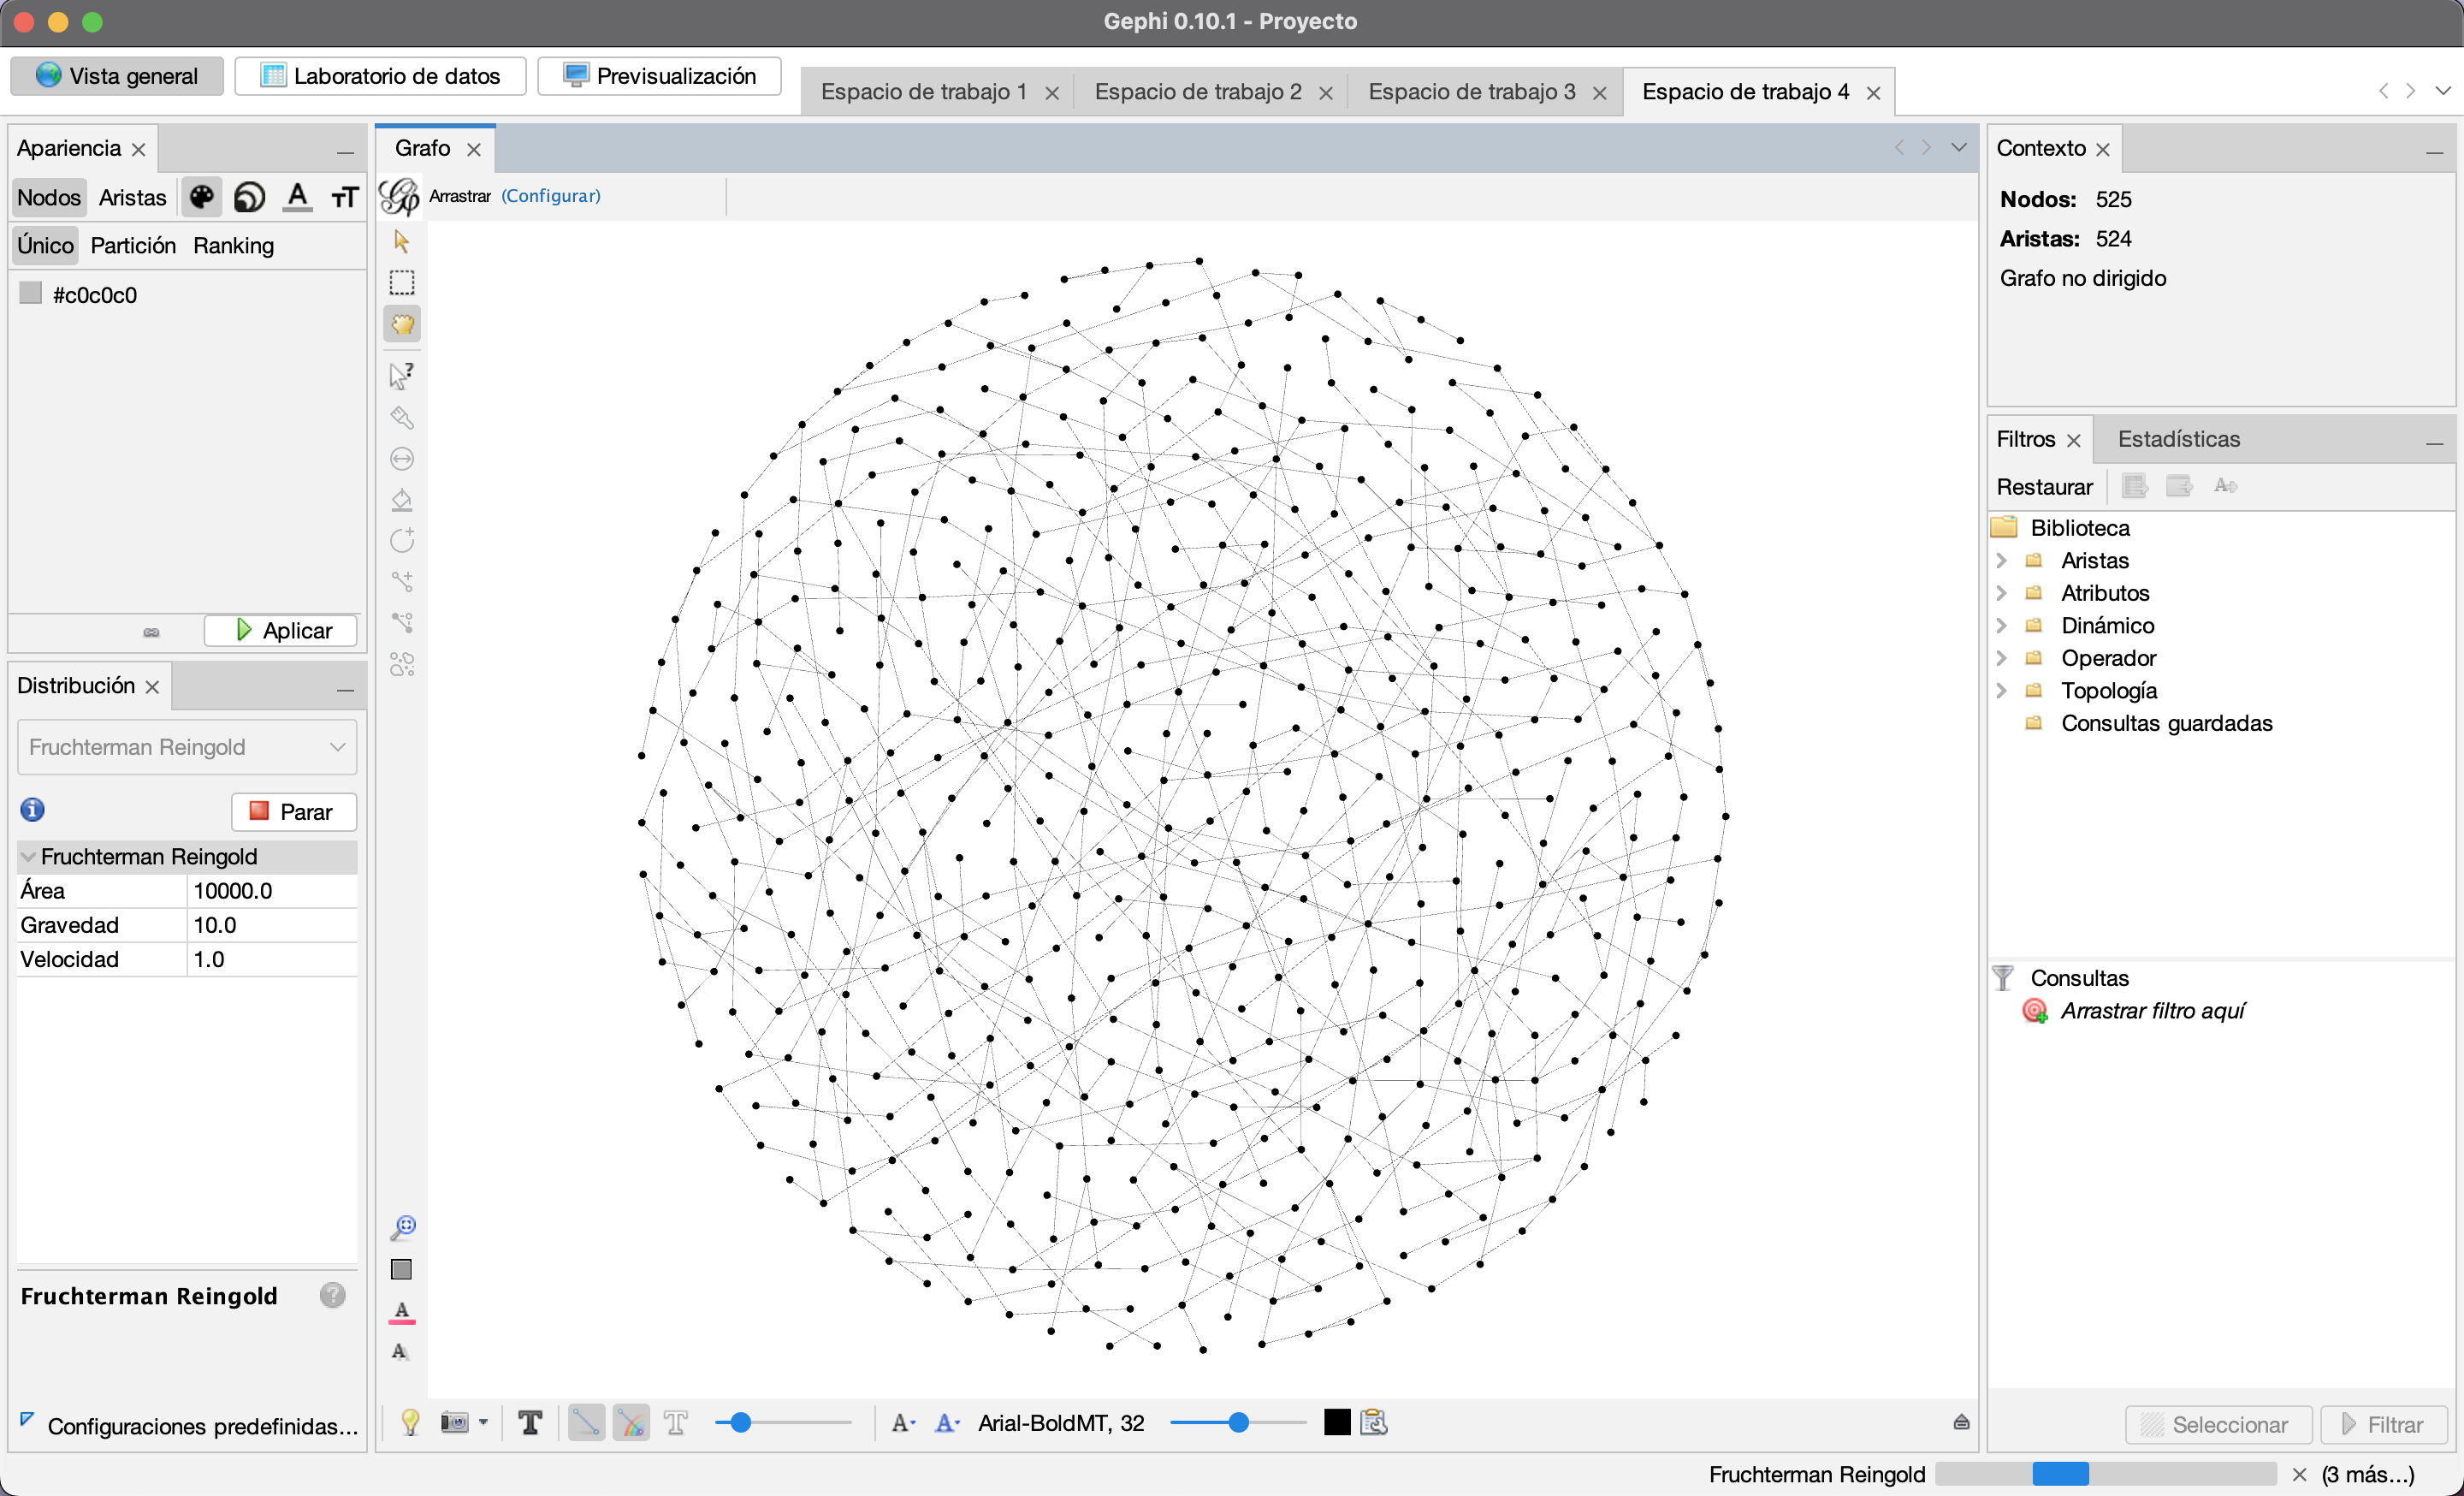 Gephi 0.10.1 - Proyecto
Vista general
Laboratorio de datos
Previsualización
Espacio de trabajo 1
Espacio de trabajo 2
Espacio de trabajo 3
Espacio de trabajo 4
Apariencia
Nodos
Aristas
A
TT
Único
Partición
Ranking
#c0c0c0
Aplicar
Distribución
Fruchterman Reingold
Parar
Fruchterman Reingold
Área
10000.0
Gravedad
10.0
Velocidad
1.0
Fruchterman Reingold
?
Configuraciones predefinidas...
Grafo
Arrastrar
(Configurar)
A
A
T
T
A
A
Arial-BoldMT, 32
Contexto
Nodos: 525
Aristas: 524
Grafo no dirigido
Filtros
Estadísticas
Restaurar
Biblioteca
Aristas
Atributos
Dinámico
Operador
Topología
Consultas guardadas
Consultas
Arrastrar filtro aquí
Seleccionar
Filtrar
Fruchterman Reingold
(3 más...)